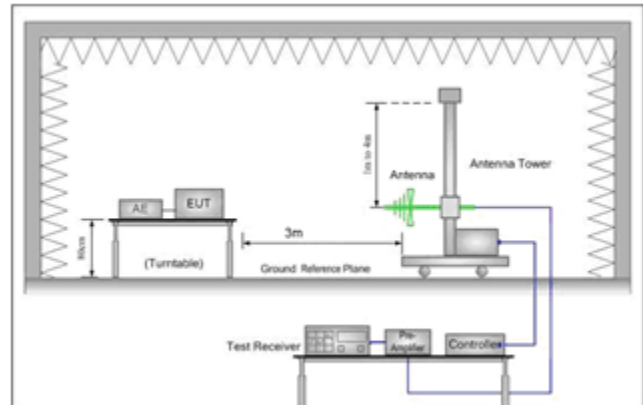 1m to 4m
Antenna
Antenna Tower
AE
EUT
80cm
(Turntable)
3m
Ground Reference Plane
Test Receiver
Pre-
Amplifier
Controller